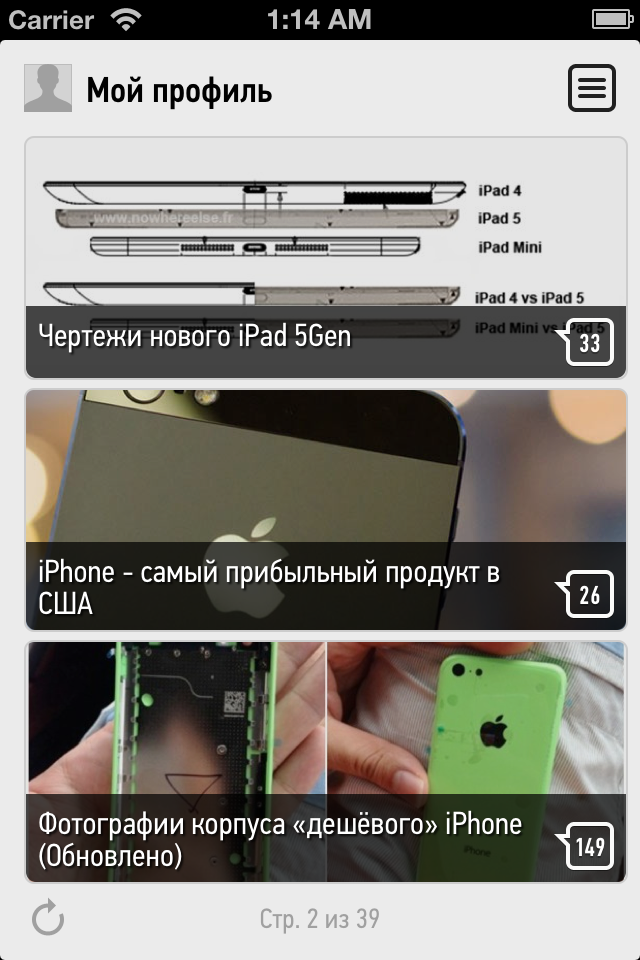 Carrier 1:14 AM
Мой профиль
iPad 4
www.nowhereelse.fr
iPad 5
iPad Mini
iPad 4 vs iPad 5
iPad Mini vs iPad 5
Чертежи нового iPad 5Gen
33
iPhone - самый прибыльный продукт в
США
26
iPhone
Фотографии корпуса «дешёвого» iPhone
(Обновлено)
149
Стр. 2 из 39